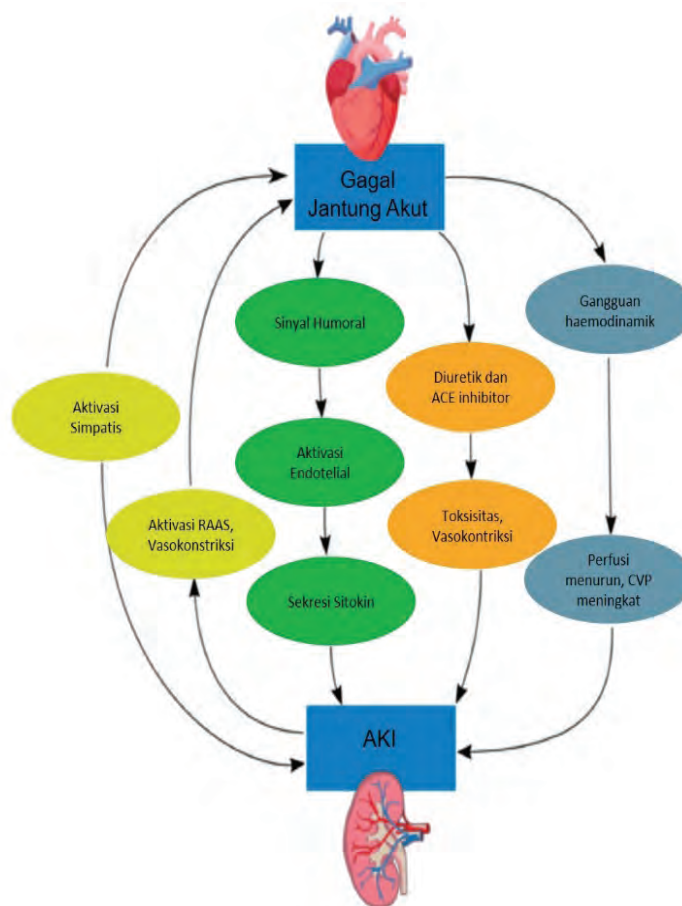 Gagal
Jantung Akut
Sinyal Humoral
Gangguan
haemodinamik
Diuretik dan
ACE inhibitor
Aktivasi
Simpatis
Aktivasi
Endotelial
Aktivasi RAAS,
Vasokonstriksi
Toksisitas,
Vasokontriksi
Perfusi
menurun, CVP
meningkat
Sekresi Sitokin
AKI